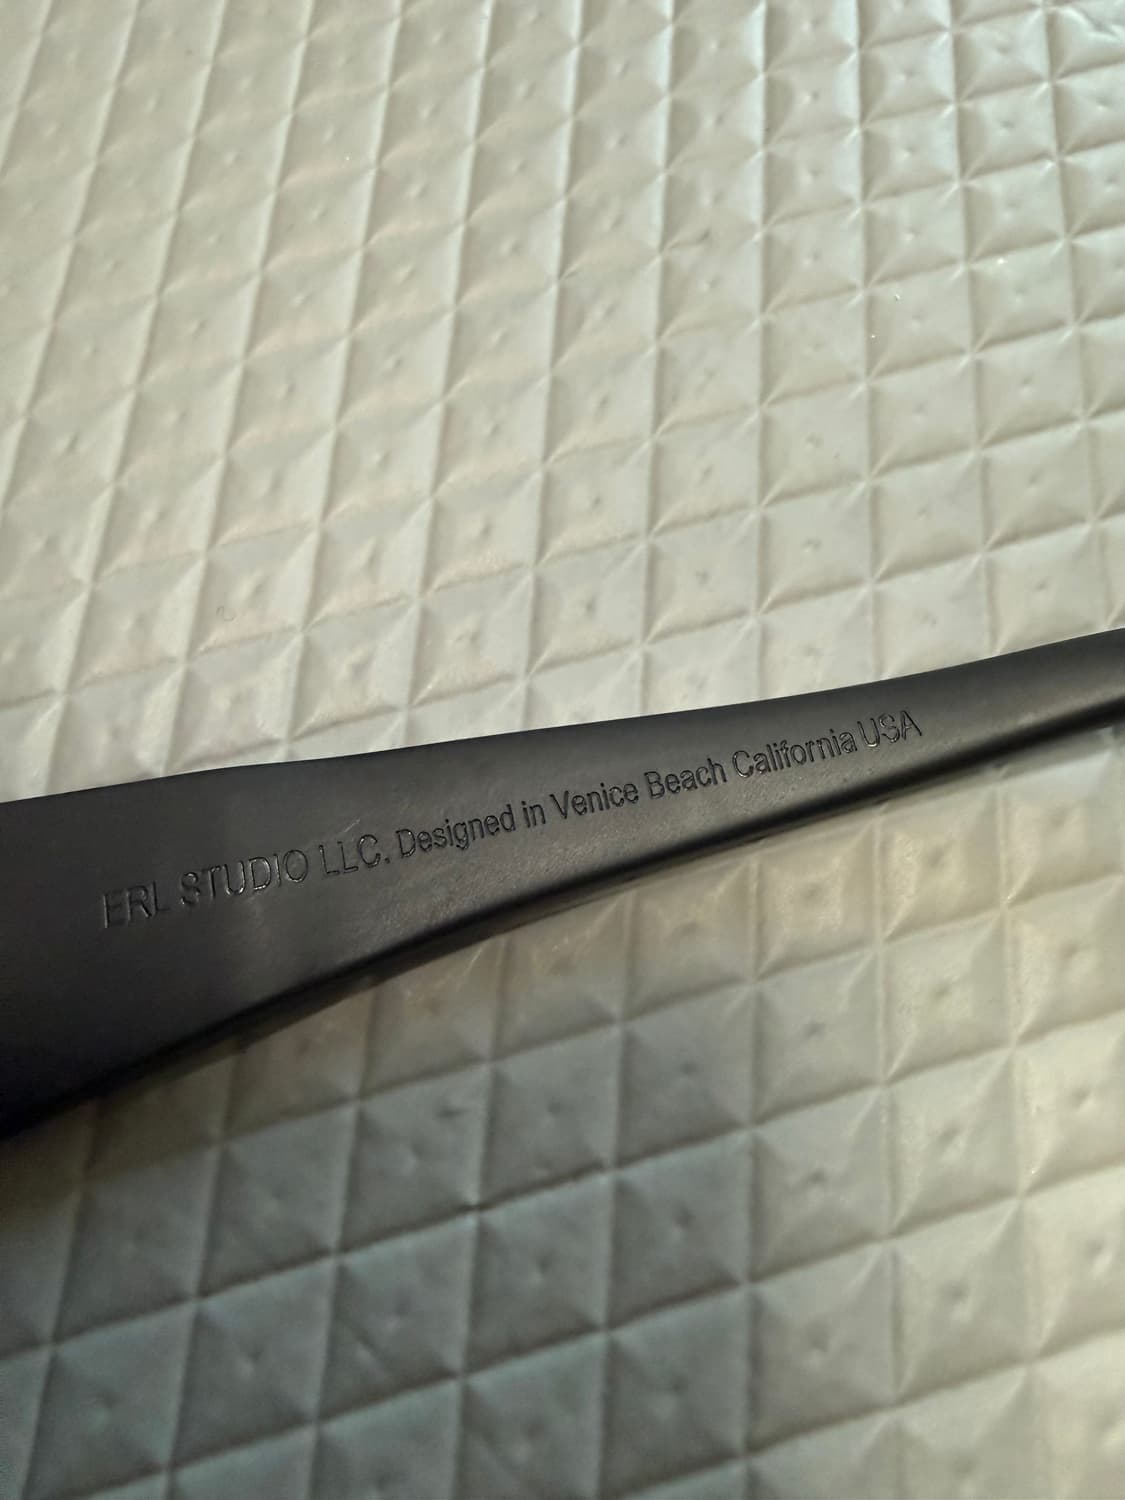 ERL STUDIO LLC. Designed in Venice Beach California USA